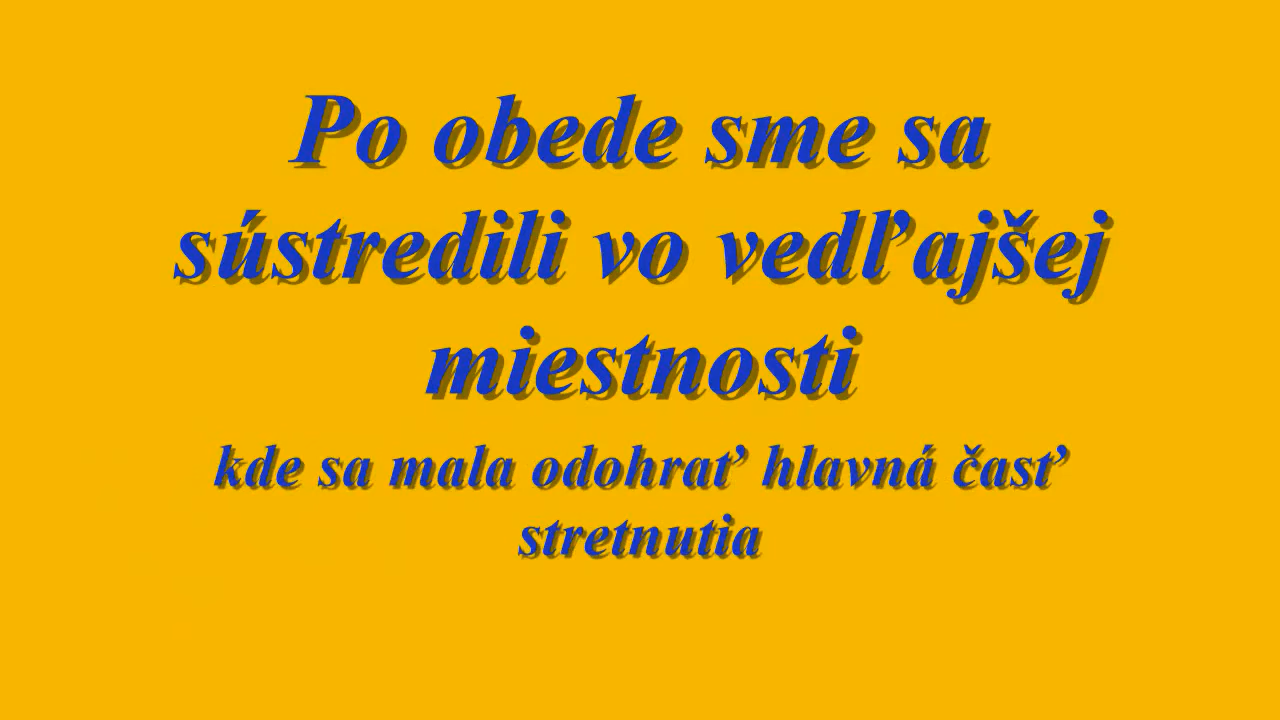 Po obede sme sa
sústredili vo vedľajšej
miestnosti
kde sa mala odohrať hlavná časť
stretnutia